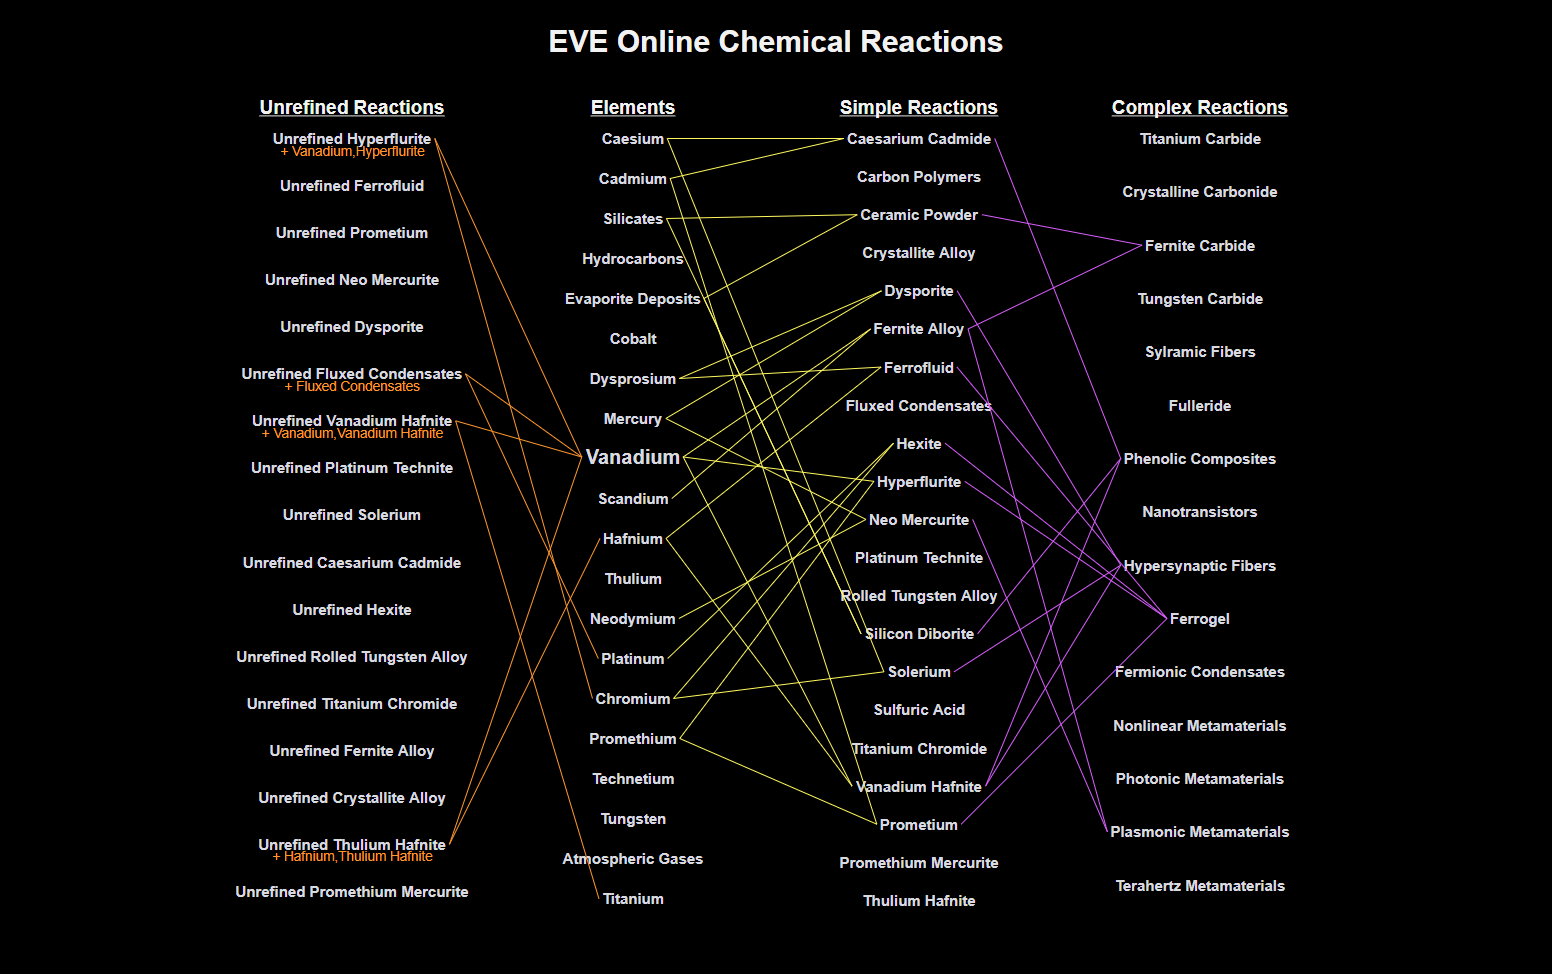 EVE Online Chemical Reactions
Unrefined Reactions
Unrefined Hyperflurite
+ Vanadium,Hyperflurite
Unrefined Ferrofluid
Unrefined Prometium
Unrefined Neo Mercurite
Unrefined Dysporite
Unrefined Fluxed Condensates
+ Fluxed Condensates
Unrefined Vanadium Hafnite
+ Vanadium,Vanadium Hafnite
Unrefined Platinum Technite
Unrefined Solerium
Unrefined Caesarium Cadmide
Unrefined Hexite
Unrefined Rolled Tungsten Alloy
Unrefined Titanium Chromide
Unrefined Fernite Alloy
Unrefined Crystallite Alloy
Unrefined Thulium Hafnite
+ Hafnium,Thulium Hafnite
Unrefined Promethium Mercurite
Elements
Caesium
Cadmium
Silicates
Hydrocarbons
Evaporite Deposits
Cobalt
Dysprosium
Mercury
Vanadium
Scandium
Hafnium
Thulium
Neodymium
Platinum
Chromium
Promethium
Technetium
Tungsten
Atmospheric Gases
Titanium
Simple Reactions
Caesarium Cadmide
Carbon Polymers
Ceramic Powder
Crystallite Alloy
Dysporite
Fernite Alloy
Ferrofluid
Fluxed Condensates
Hexite
Hyperflurite
Neo Mercurite
Platinum Technite
Rolled Tungsten Alloy
Silicon Diborite
Solerium
Sulfuric Acid
Titanium Chromide
Vanadium Hafnite
Prometium
Promethium Mercurite
Thulium Hafnite
Complex Reactions
Titanium Carbide
Crystalline Carbonide
Fernite Carbide
Tungsten Carbide
Sylramic Fibers
Fulleride
Phenolic Composites
Nanotransistors
Hypersynaptic Fibers
Ferrogel
Fermionic Condensates
Nonlinear Metamaterials
Photonic Metamaterials
Plasmonic Metamaterials
Terahertz Metamaterials